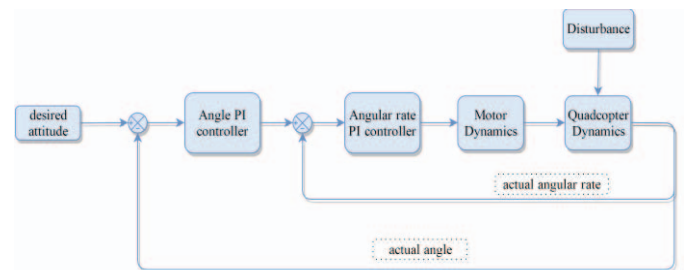 Disturbance
desired
attitude
Angle PI
controller
Angular rate
PI controller
Motor
Dynamics
Quadcopter
Dynamics
actual angular rate
actual angle